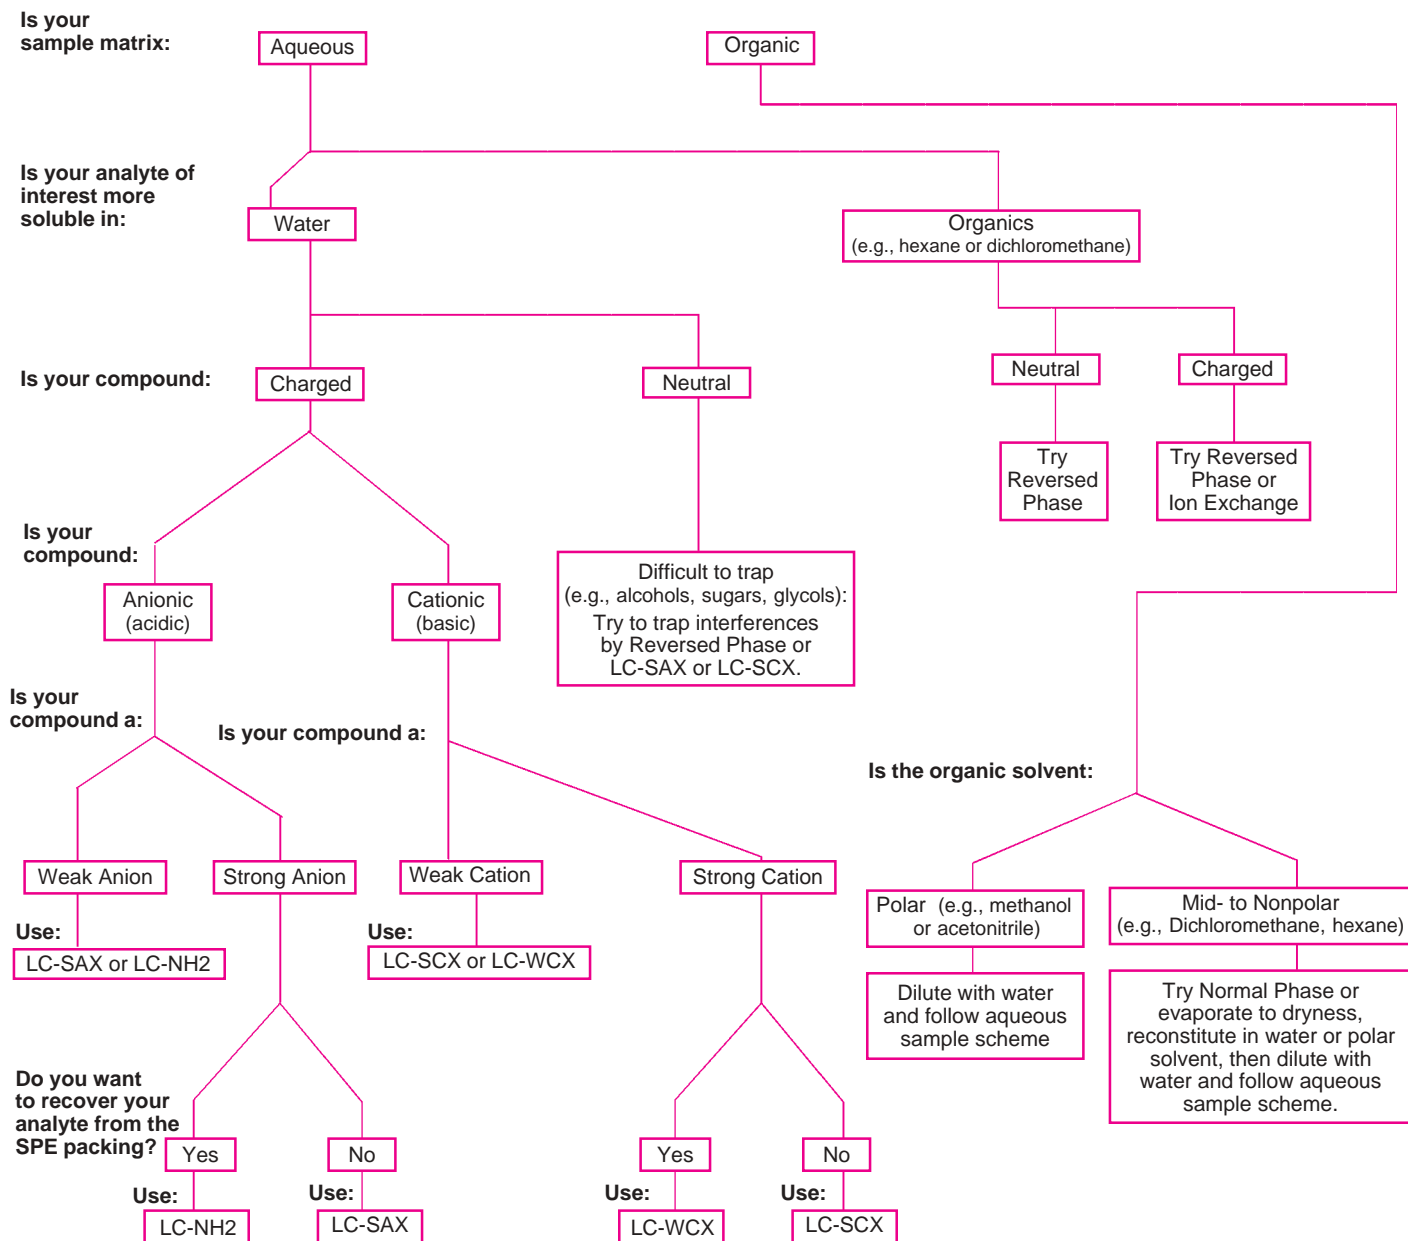 Is your
sample matrix:
Aqueous
Organic
Is your analyte of
interest more
soluble in:
Water
Organics
(e.g., hexane or dichloromethane)
Is your compound:
Charged
Neutral
Neutral
Charged
Try
Reversed
Phase
Try Reversed
Phase or
Ion Exchange
Is your
compound:
Anionic
(acidic)
Cationic
(basic)
Difficult to trap
(e.g., alcohols, sugars, glycols):
Try to trap interferences
by Reversed Phase or
LC-SAX or LC-SCX.
Is your
compound a:
Is your compound a:
Is the organic solvent:
Weak Anion
Strong Anion
Weak Cation
Strong Cation
Polar (e.g., methanol
or acetonitrile)
Mid- to Nonpolar
(e.g., Dichloromethane, hexane)
Use:
LC-SAX or LC-NH2
Use:
LC-SCX or LC-WCX
Dilute with water
and follow aqueous
sample scheme
Try Normal Phase or
evaporate to dryness,
reconstitute in water or polar
solvent, then dilute with
water and follow aqueous
sample scheme.
Do you want
to recover your
analyte from the
SPE packing?
Yes
No
Yes
No
Use:
LC-NH2
Use:
LC-SAX
Use:
LC-WCX
Use:
LC-SCX